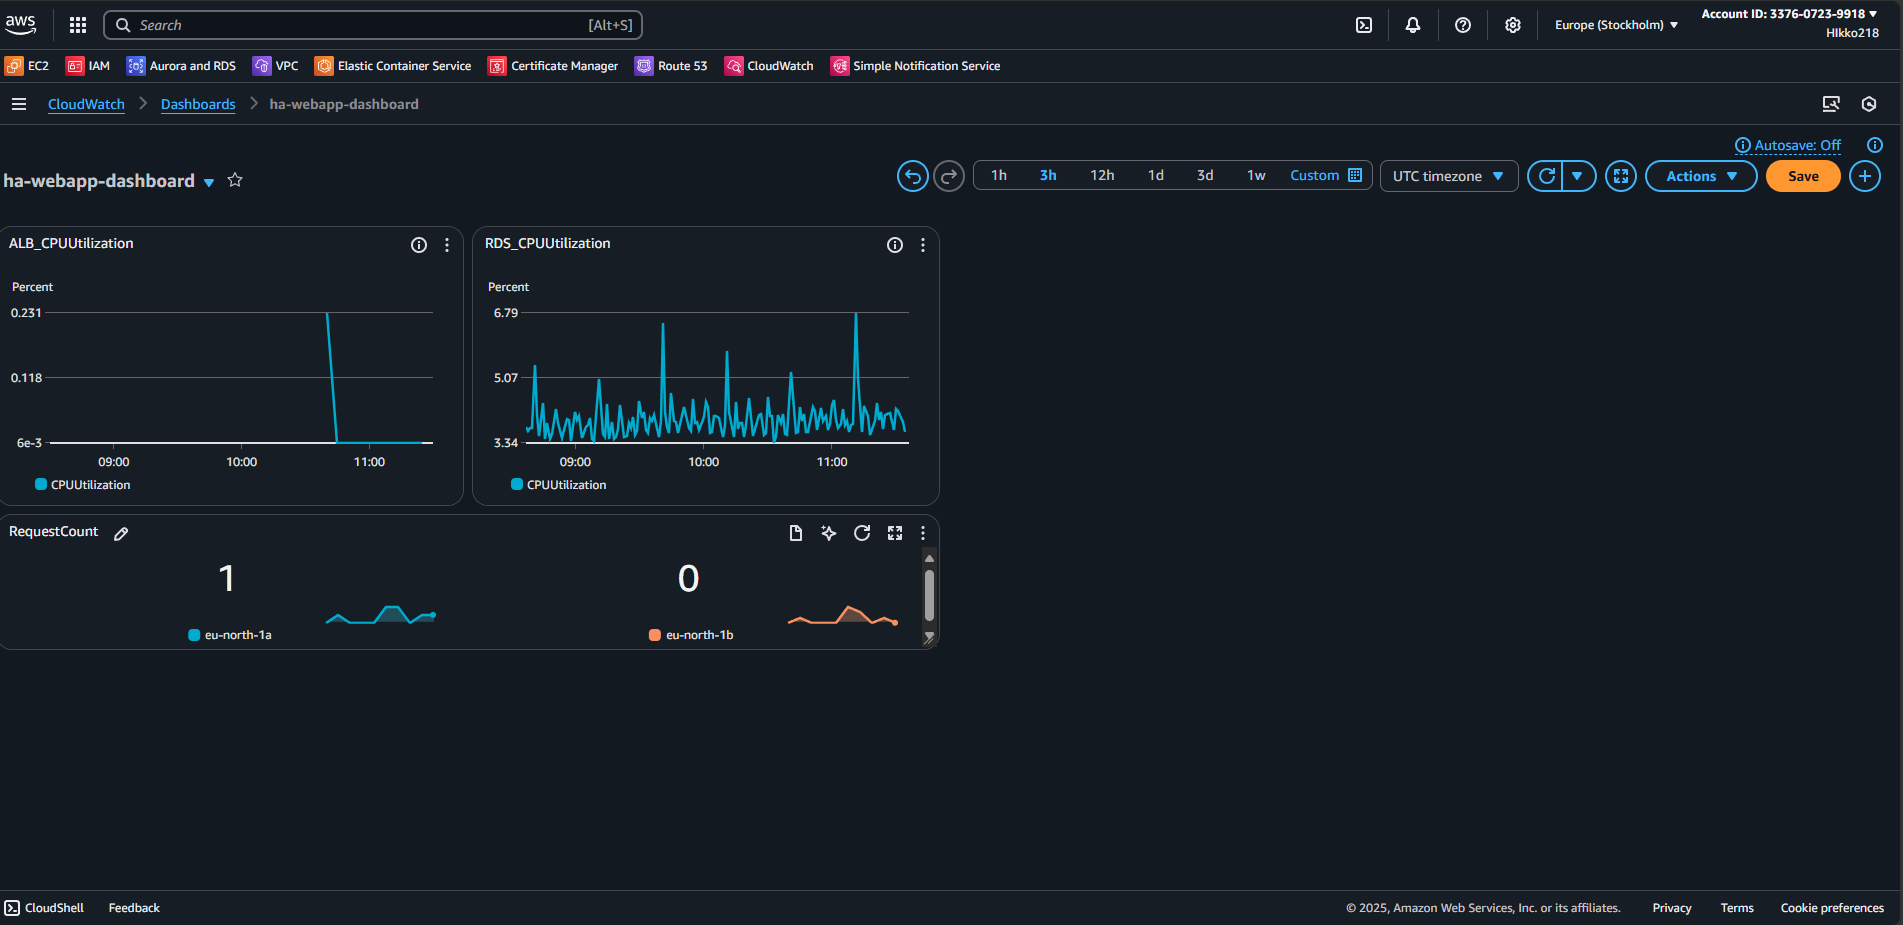 aws
Search [Alt+S]
Europe (Stockholm)
Account ID: 3376-0723-9918
HIkko218
EC2 IAM Aurora and RDS VPC Elastic Container Service Certificate Manager Route 53 CloudWatch Simple Notification Service
CloudWatch Dashboards ha-webapp-dashboard
Autosave: Off
ha-webapp-dashboard
1h 3h 12h 1d 3d 1w Custom UTC timezone Actions Save
ALB_CPUUtilization
Percent
0.231
0.118
6e-3
09:00 10:00 11:00
CPUUtilization
RDS_CPUUtilization
Percent
6.79
5.07
3.34
09:00 10:00 11:00
CPUUtilization
RequestCount
1
eu-north-1a
0
eu-north-1b
CloudShell Feedback
© 2025, Amazon Web Services, Inc. or its affiliates. Privacy Terms Cookie preferences